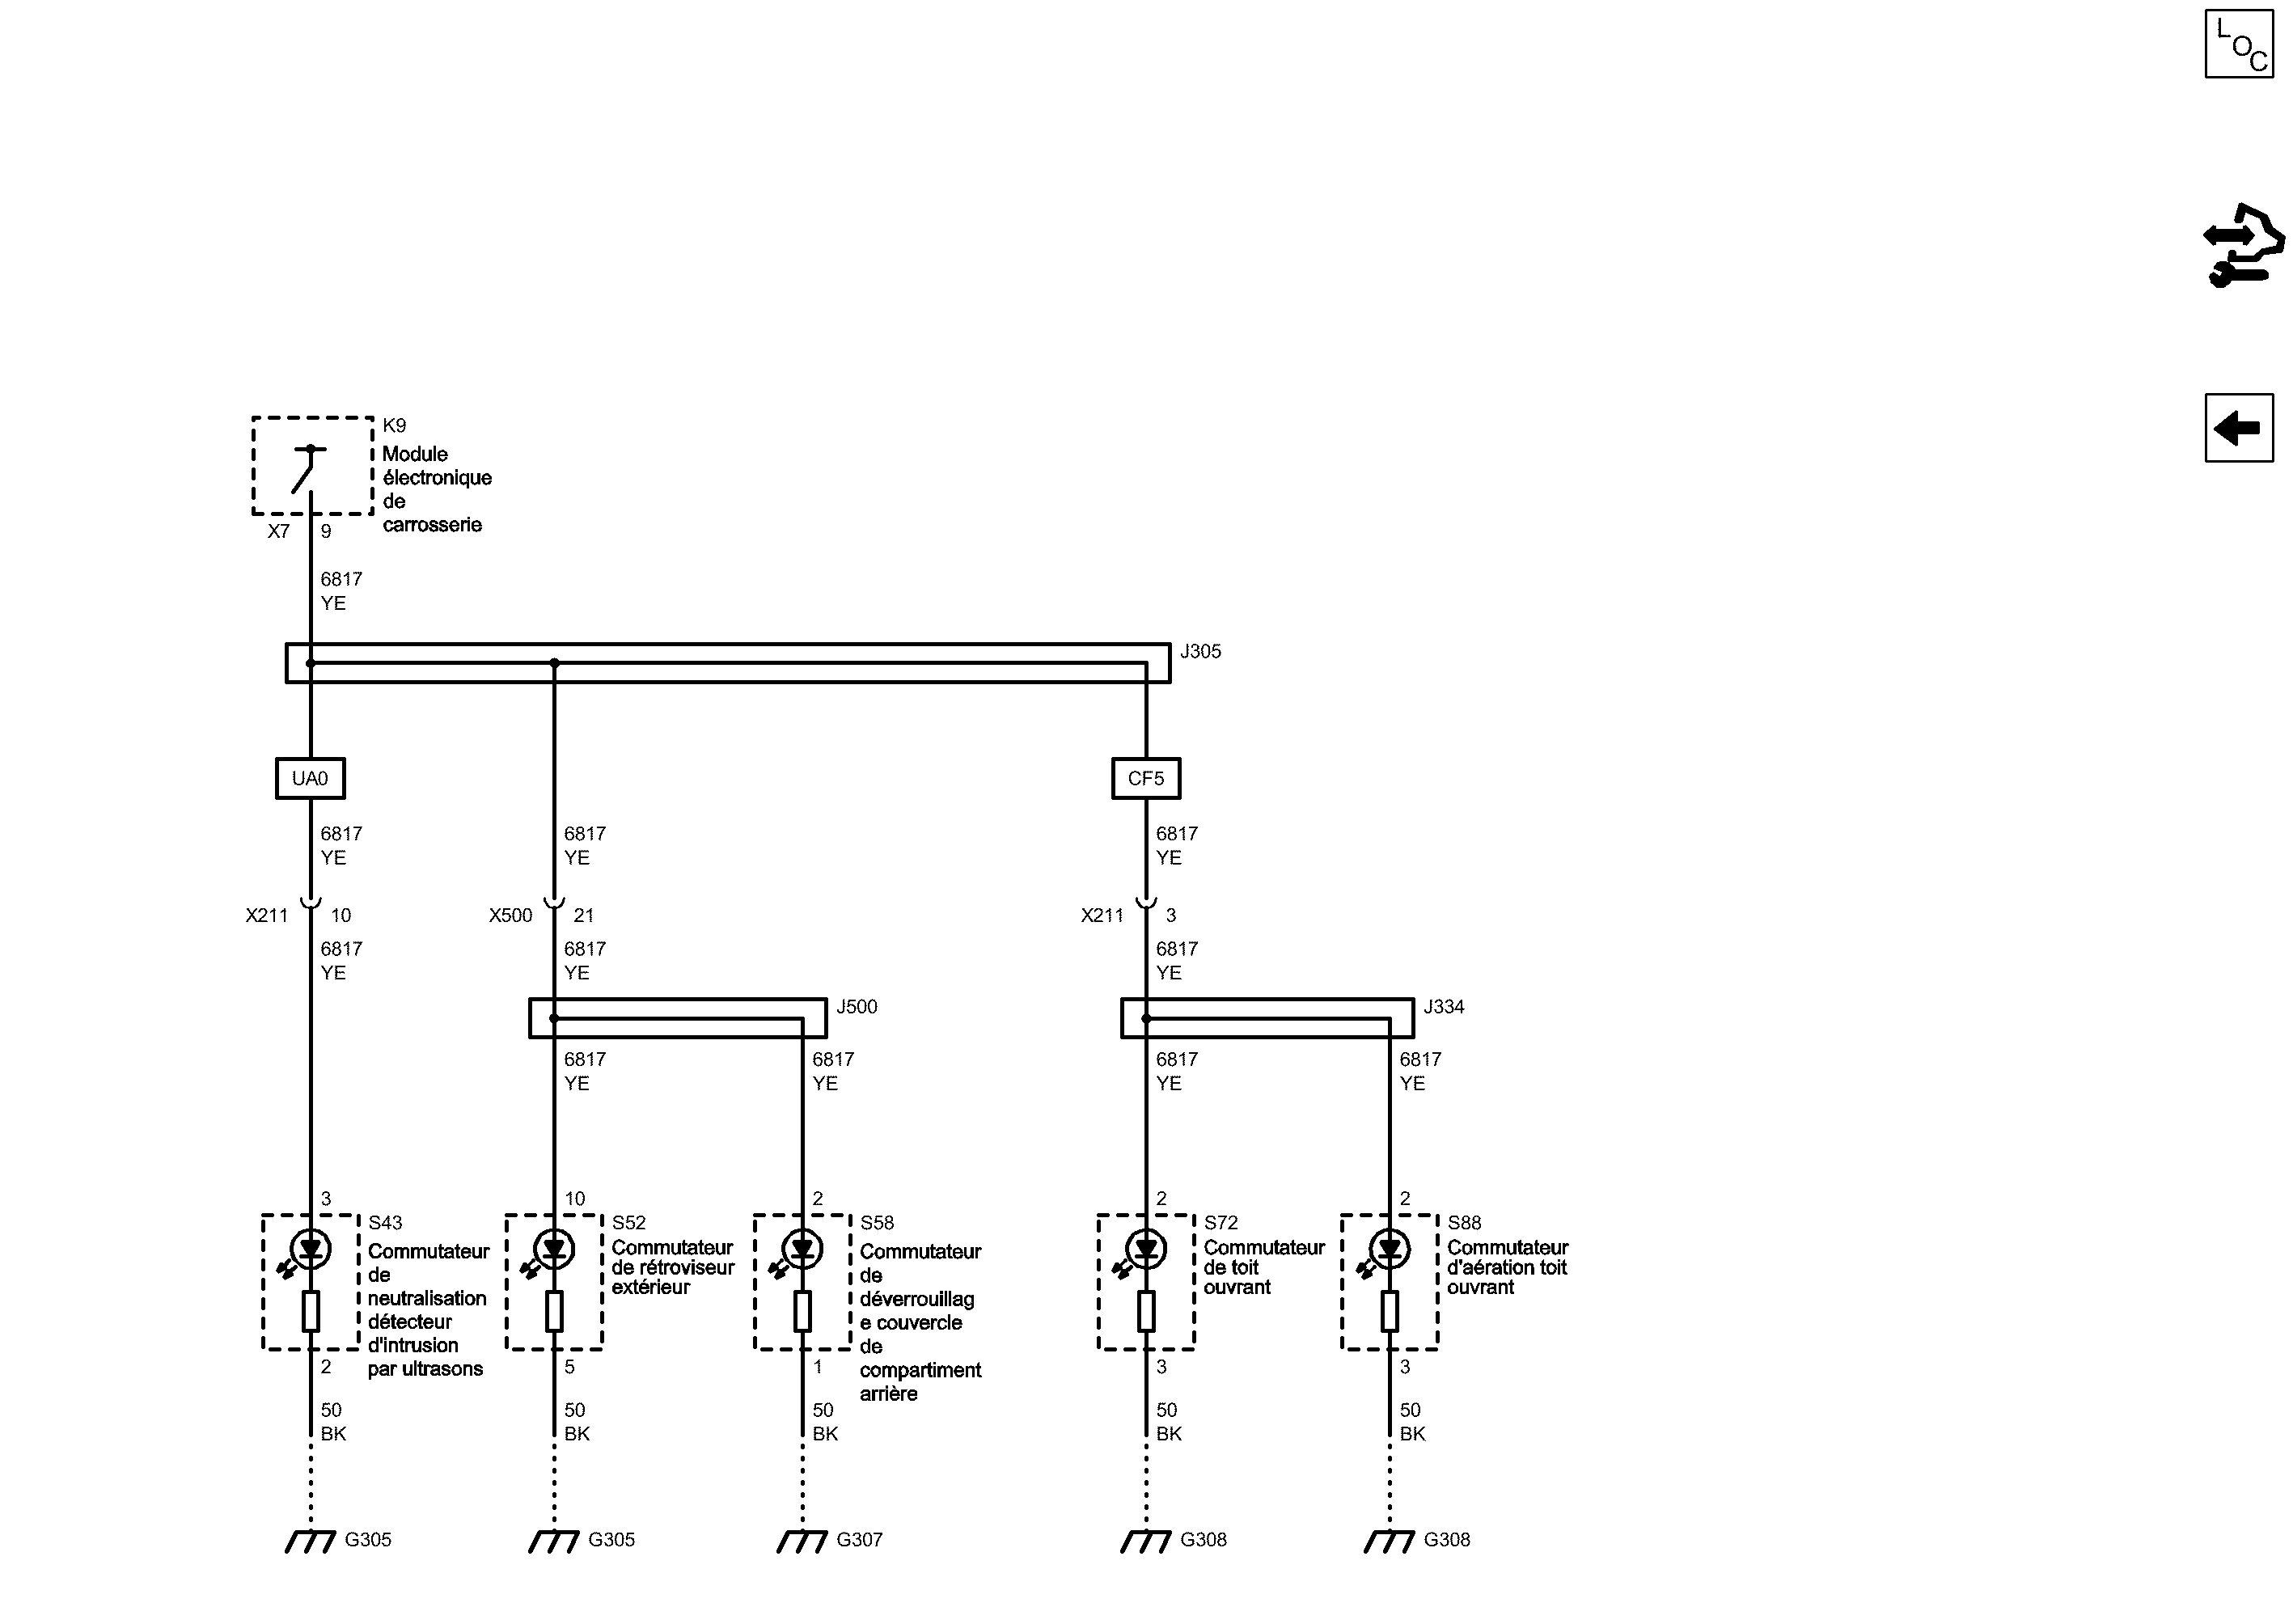 L
O
C
K9
Module
électronique
de
carrosserie
X7 9
6817
YE
J305
UA0
CF5
6817
YE
6817
YE
6817
YE
X211 10
X500 21
X211 3
6817
YE
6817
YE
6817
YE
J500
J334
6817
YE
6817
YE
6817
YE
6817
YE
3
S43
Commutateur
de
neutralisation
détecteur
d'intrusion
par ultrasons
2
50
BK
G305
10
S52
Commutateur
de rétroviseur
extérieur
5
50
BK
G305
2
S58
Commutateur
de
déverrouillag
e couvercle
de
compartiment
arrière
1
50
BK
G307
2
S72
Commutateur
de toit
ouvrant
3
50
BK
G308
2
S88
Commutateur
d'aération toit
ouvrant
3
50
BK
G308